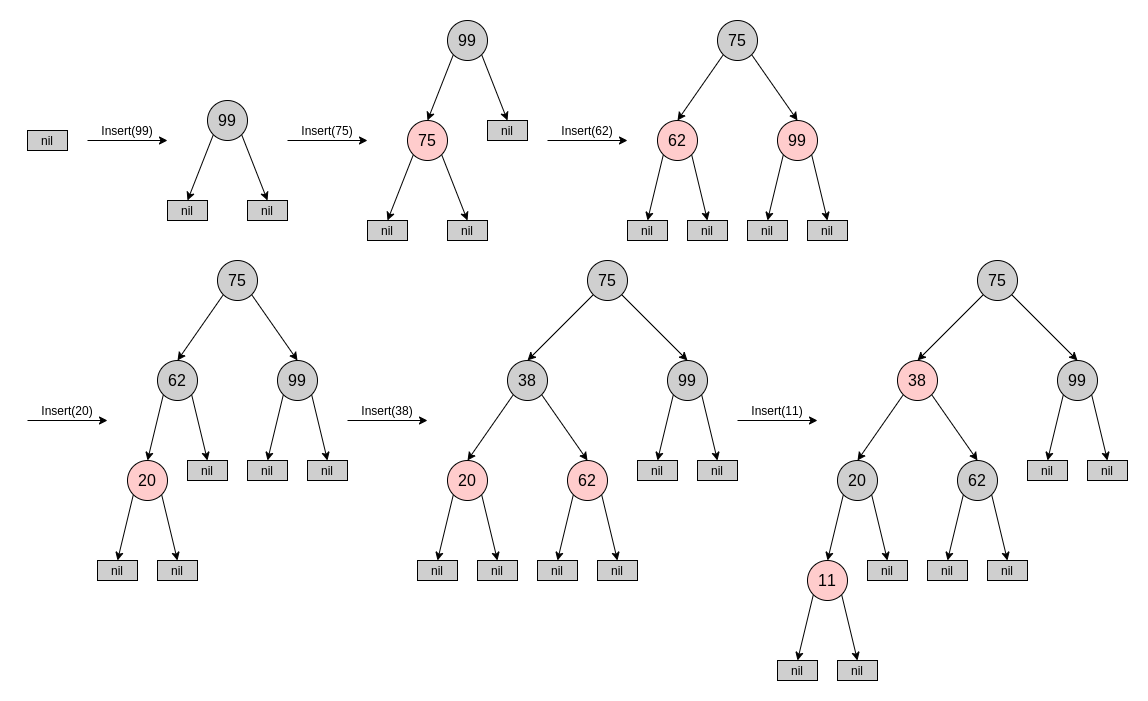 nil
Insert(99)
99
nil nil
Insert(75)
99
75 nil
nil nil
Insert(62)
75
62 99
nil nil nil nil
Insert(20)
75
62 99
20 nil nil nil
nil nil
Insert(38)
75
38 99
20 62 nil nil
nil nil nil nil
Insert(11)
75
38 99
20 62 nil nil
11 nil nil nil
nil nil